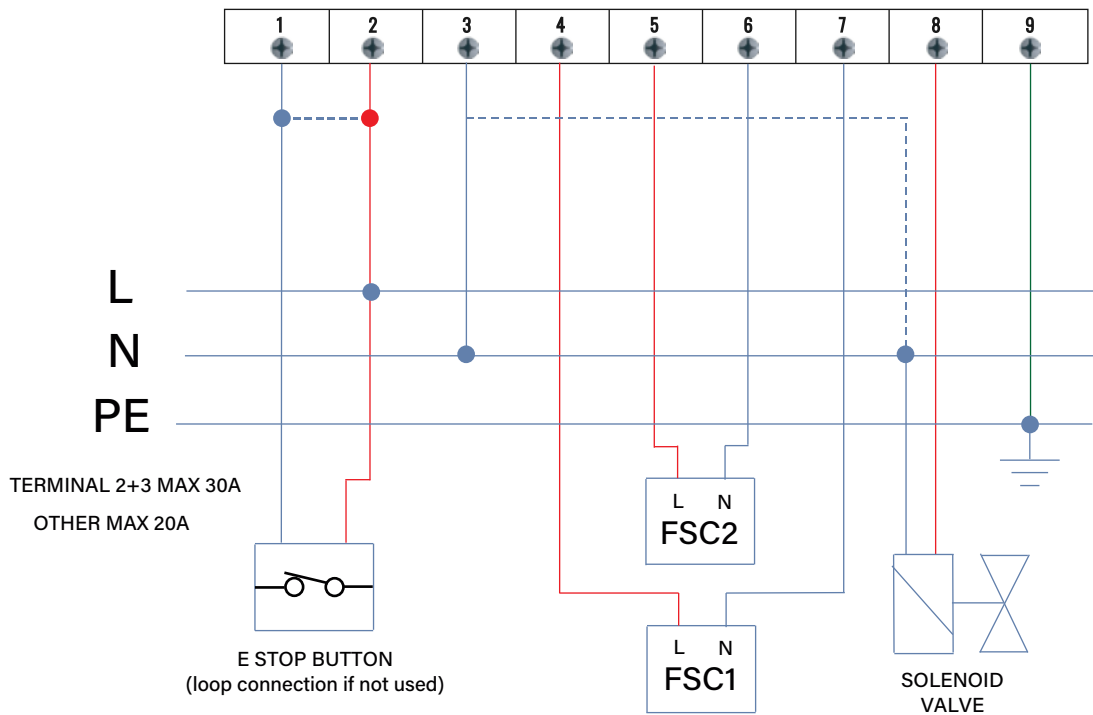 1 2 3 4 5 6 7 8 9
L
N
PE
TERMINAL 2+3 MAX 30A
OTHER MAX 20A
L N
FSC2
E STOP BUTTON
(loop connection if not used)
L N
FSC1
SOLENOID
VALVE